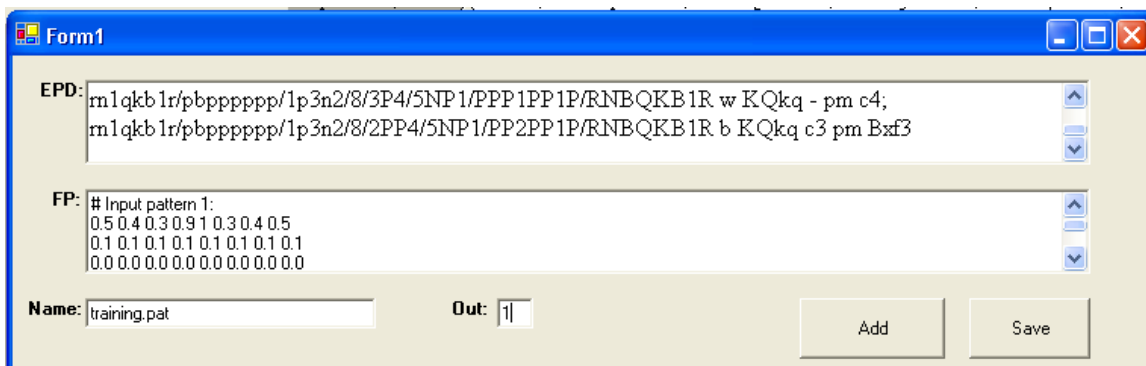 Form1
EPD:
rn1qkb1r/pbpppppp/1p3n2/8/3P4/5NP1/PPP1PP1P/RNBQKB1R w KQkq - pm c4;
rn1qkb1r/pbpppppp/1p3n2/8/2PP4/5NP1/PP2PP1P/RNBQKB1R b KQkq c3 pm Bxf3
FP:
# Input pattern 1:
0.5 0.4 0.3 0.9 1 0.3 0.4 0.5
0.1 0.1 0.1 0.1 0.1 0.1 0.1 0.1
0.0 0.0 0.0 0.0 0.0 0.0 0.0 0.0
Name: training.pat Out: 1 Add Save